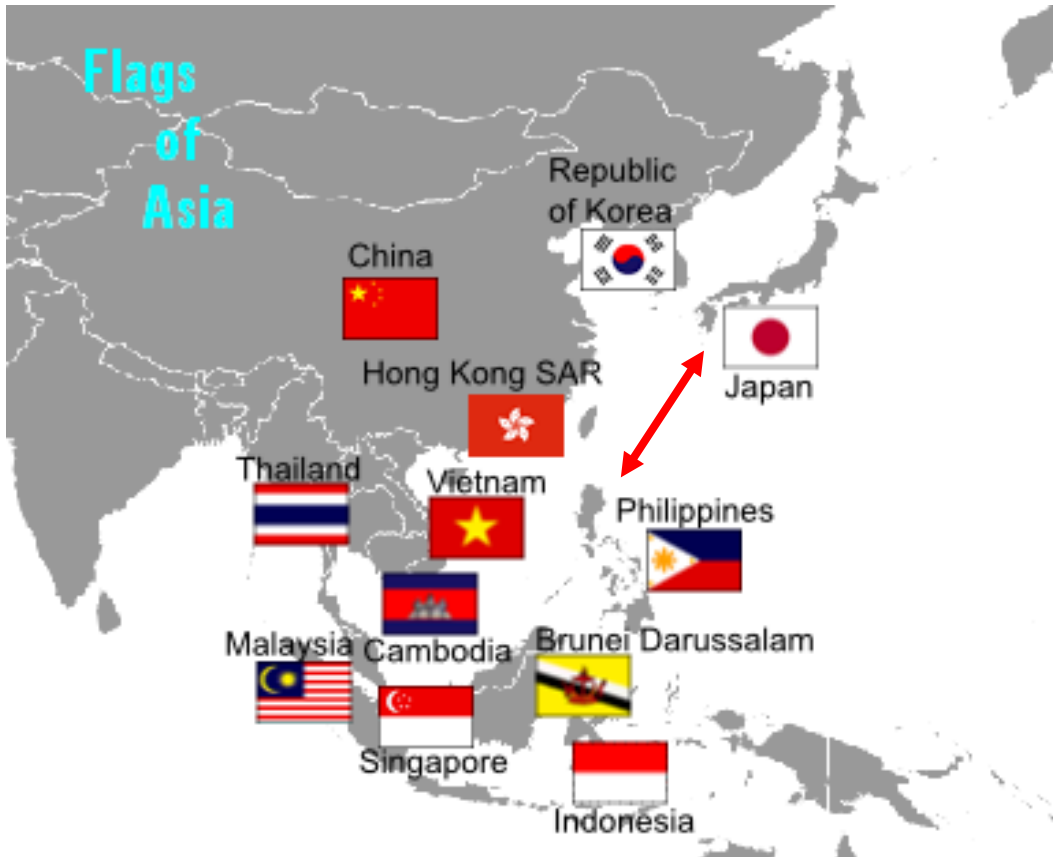 Flags
of
Asia
Republic
of Korea
China
Japan
Hong Kong SAR
Thailand
Vietnam
Philippines
Malaysia
Cambodia
Brunei Darussalam
Singapore
Indonesia